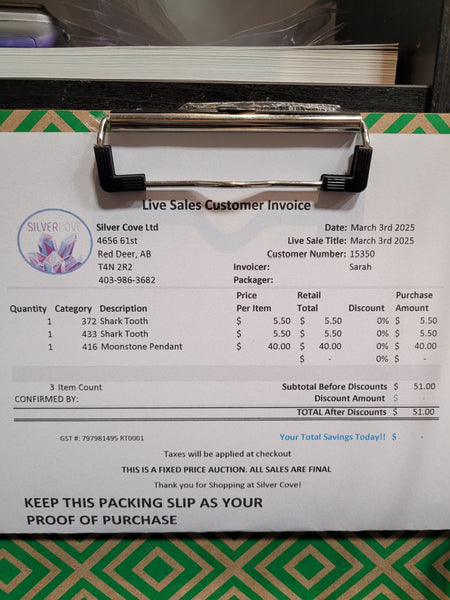 Live Sales Customer Invoice
SILVERCOVE
Silver Cove Ltd
4656 61st
Red Deer, AB
T4N 2R2
403-986-3682
Date: March 3rd 2025
Live Sale Title: March 3rd 2025
Customer Number: 15350
Invoicer: Sarah
Packager:
Quantity Category Description Price Per Item Retail Total Discount Purchase Amount
1 372 Shark Tooth $ 5.50 $ 5.50 0% $ 5.50
1 433 Shark Tooth $ 5.50 $ 5.50 0% $ 5.50
1 416 Moonstone Pendant $ 40.00 $ 40.00 0% $ 40.00
$ - 0% $ -
3 Item Count Subtotal Before Discounts $ 51.00
CONFIRMED BY: Discount Amount $ -
TOTAL After Discounts $ 51.00
GST #: 797981495 RT0001 Your Total Savings Today!! $ -
Taxes will be applied at checkout
THIS IS A FIXED PRICE AUCTION. ALL SALES ARE FINAL
Thank you for Shopping at Silver Cove!
KEEP THIS PACKING SLIP AS YOUR
PROOF OF PURCHASE